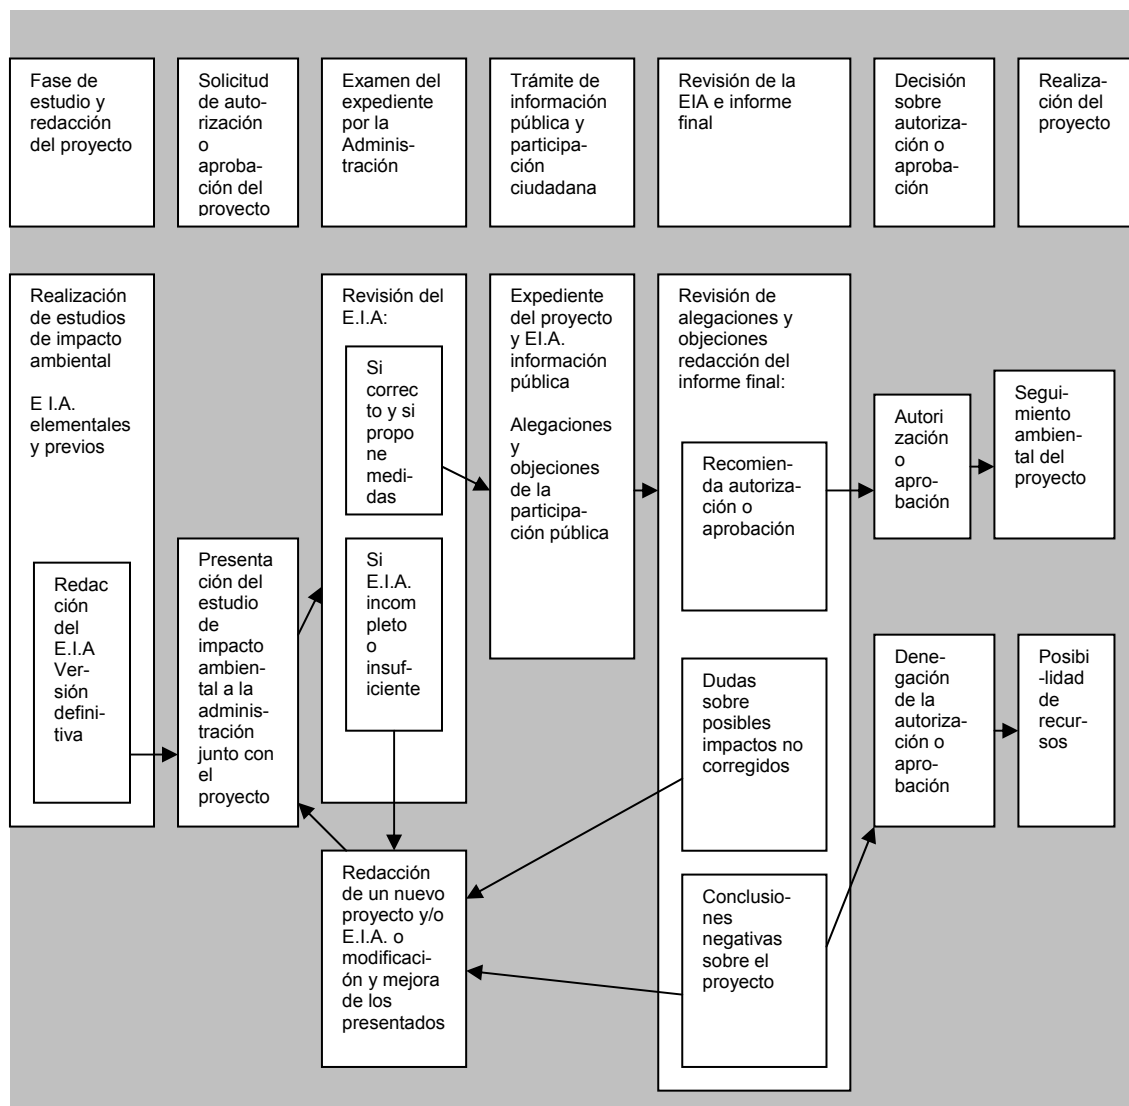 Fase de
estudio y
redacción
del proyecto
Solicitud
de auto-
rización
o
aproba-
ción del
proyecto
Examen del
expediente
por la
Adminis-
tración
Trámite de
información
pública y
participa-
ción
ciudadana
Revisión de la
EIA e informe
final
Decisión
sobre
autoriza-
ción o
aproba-
ción
Realiza-
ción del
proyecto
Realización
de estudios
de impacto
ambiental
E I.A.
elementales
y previos
Redac
ción
del
E.I.A
Ver-
sión
defini-
tiva
Presenta
ción del
estudio
de
impacto
ambien-
tal a la
adminis-
tración
junto con
el
proyecto
Revisión del
E.I.A:
Si
correc
to y si
propo
ne
medi-
das
Si
E.I.A.
incom
pleto
o
insuf-
iciente
Redacción
de un nuevo
proyecto y/o
E.I.A. o
modificaci-
ón y mejora
de los
presentados
Expediente
del proyecto
y EI.A.
información
pública
Alegaciones
y
objeciones
de la
participa-
ción pública
Revisión de
alegaciones y
objeciones
redacción del
informe final:
Recomien-
da autoriza-
ción o
aprobación
Dudas
sobre
posibles
impactos no
corregidos
Conclusio-
nes
negativas
sobre el
proyecto
Autori
zación
o
apro-
bación
Segui-
miento
ambien-
tal del
proyecto
Dene-
gación
de la
autoriza-
ción o
apro-
bación
Posibi
-lidad
de
recur-
sos